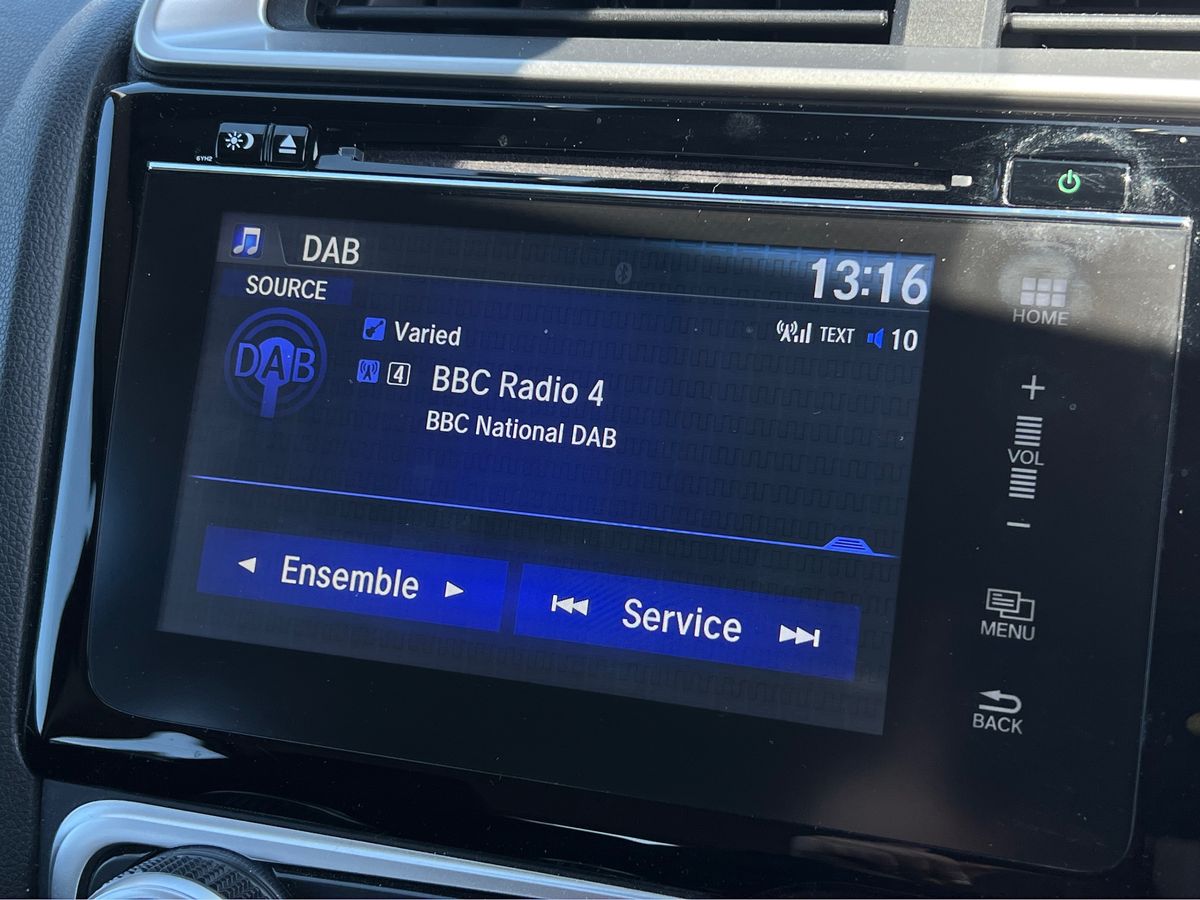 6YH2
DAB
13:16
SOURCE
HOME
DAB
Varied
TEXT 10
4 BBC Radio 4
BBC National DAB
+
VOL
−
Ensemble
Service
MENU
BACK